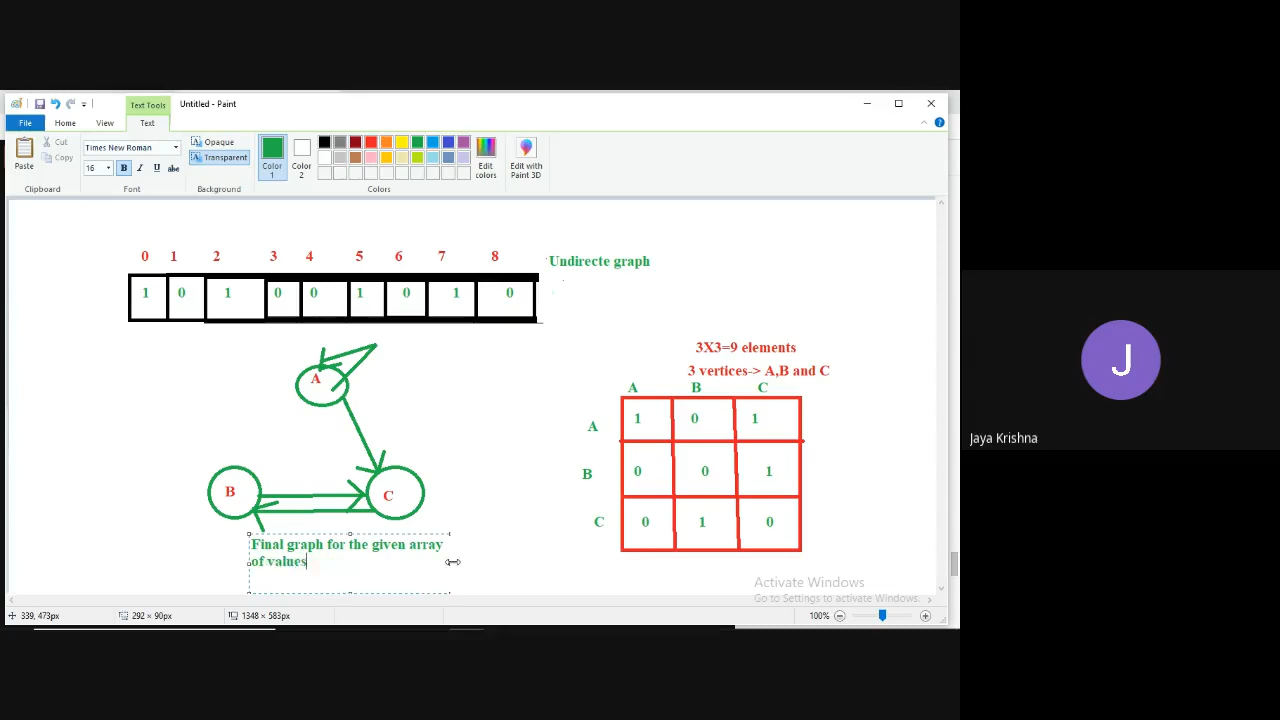 Text Tools
Untitled - Paint
File
Home
View
Text
Paste
Cut
Copy
Clipboard
Times New Roman
16
B
I
U
abc
Font
Opaque
Transparent
Background
Color
1
Color
2
Edit
colors
Colors
Edit with
Paint 3D
0 1 2 3 4 5 6 7 8
Undirecte graph
1 0 1 0 0 1 0 1 0
3X3=9 elements
3 vertices-> A,B and C
A B C
A 1 0 1
B 0 0 1
C 0 1 0
A
B
C
Final graph for the given array
of values
Activate Windows
Go to Settings to activate Windows.
339, 473px
292 × 90px
1348 × 583px
100%
J
Jaya Krishna